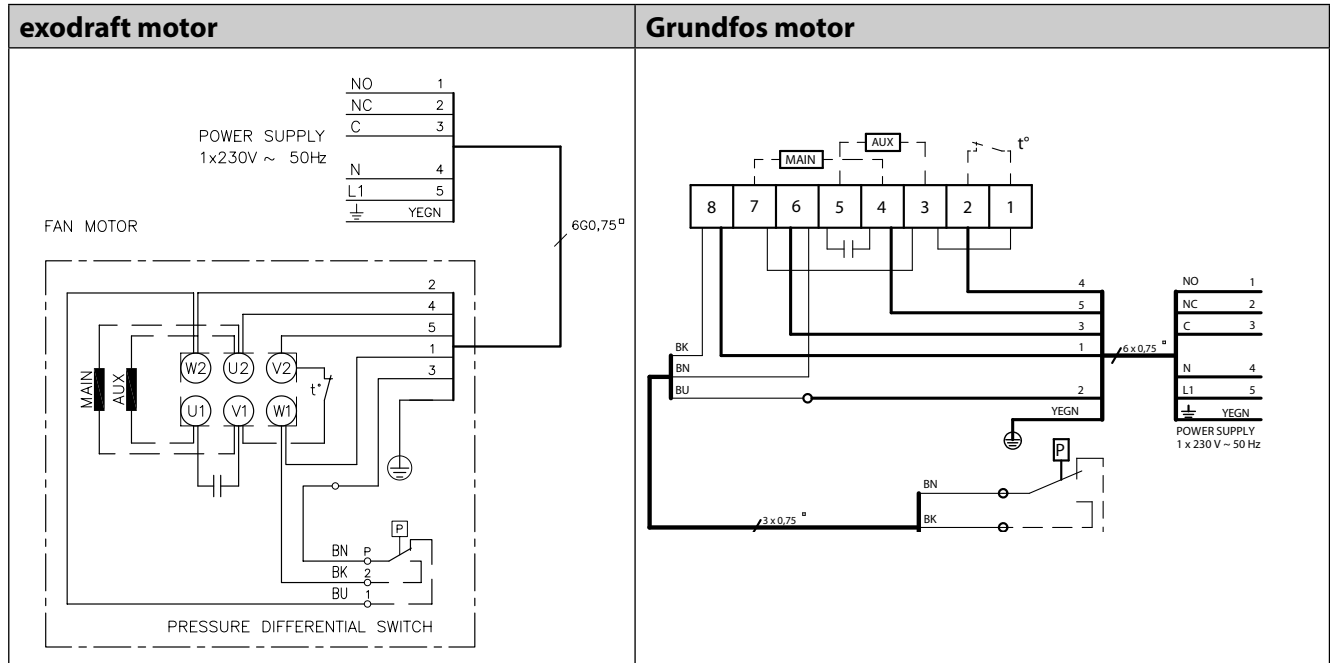 exodraft motor
NO 1
NC 2
C 3
POWER SUPPLY
1x230V ~ 50Hz
N 4
L1 5
YEGN
6G0,75
FAN MOTOR
2
4
5
1
3
MAIN
AUX
W2 U2 V2
t°
U1 V1 W1
P
BN P
BK 2
BU 1
PRESSURE DIFFERENTIAL SWITCH
Grundfos motor
AUX
t°
MAIN
8 7 6 5 4 3 2 1
4
5
3
1
2
YEGN
BK
BN
BU
6 x 0,75
NO 1
NC 2
C 3
N 4
L1 5
YEGN
POWER SUPPLY
1 x 230 V ~ 50 Hz
P
BN
BK
3 x 0,75